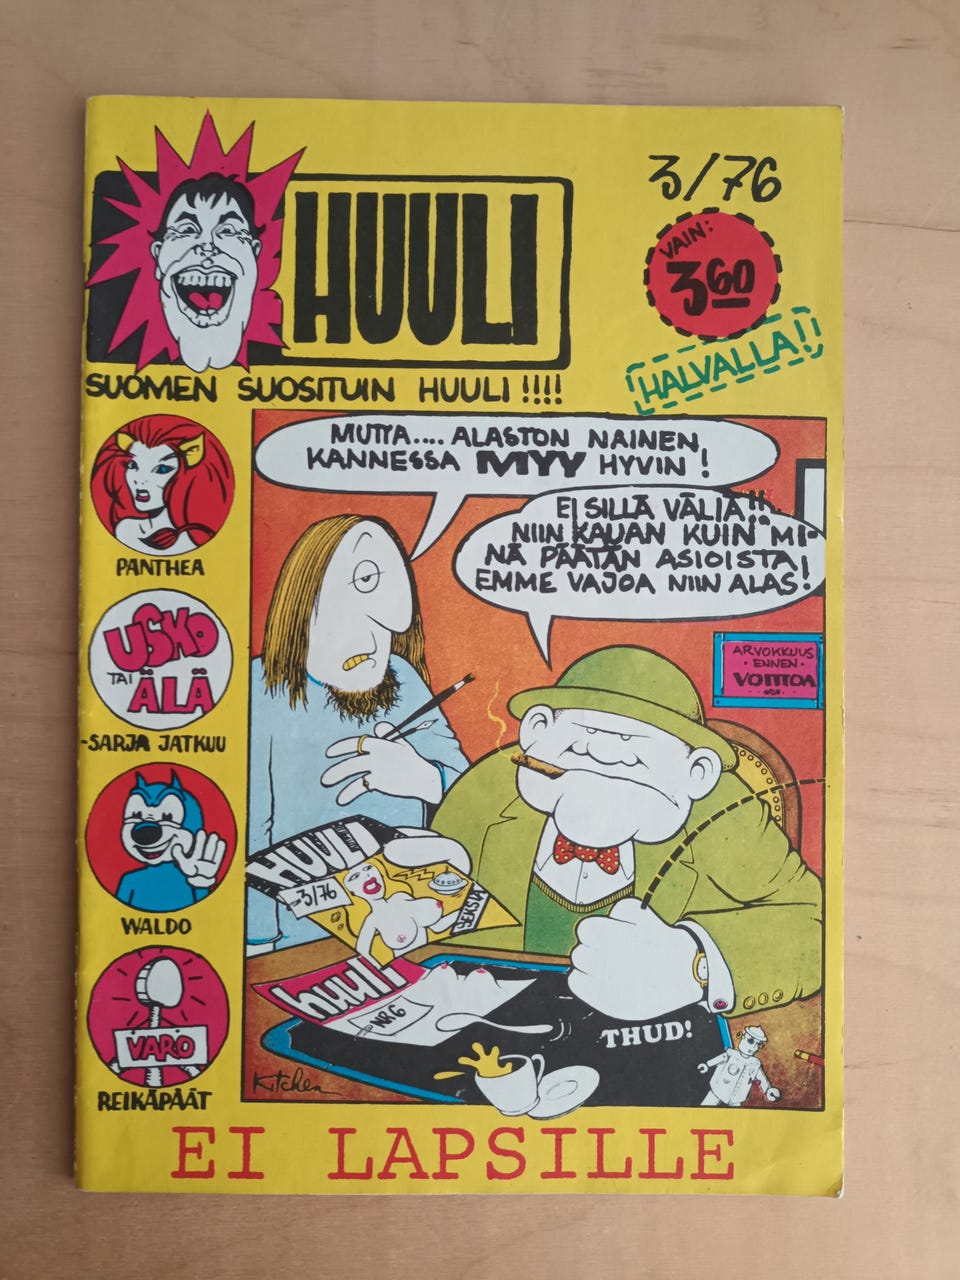 HUULI
3/76
VAIN:
3.60
HALVALLA!
SUOMEN SUOSITUIN HUULI!!!!
MUTTA.... ALASTON NAINEN
KANNESSA MYY HYVIN!
EI SILLÄ VÄLIÄ!!
NIIN KAUAN KUIN MI-
NÄ PÄÄTÄN ASIOISTA,
EMME VAJOA NIIN ALAS!
PANTHEA
USKO
TAI
ÄLÄ
-SARJA JATKUU
WALDO
VARO
REIKÄPÄÄT
ARVOKKUUS
· ENNEN ·
VOITTOA
HUULI
3/76
SEKSIÄ
huuli
NR6
THUD!
Kitchen
EI LAPSILLE